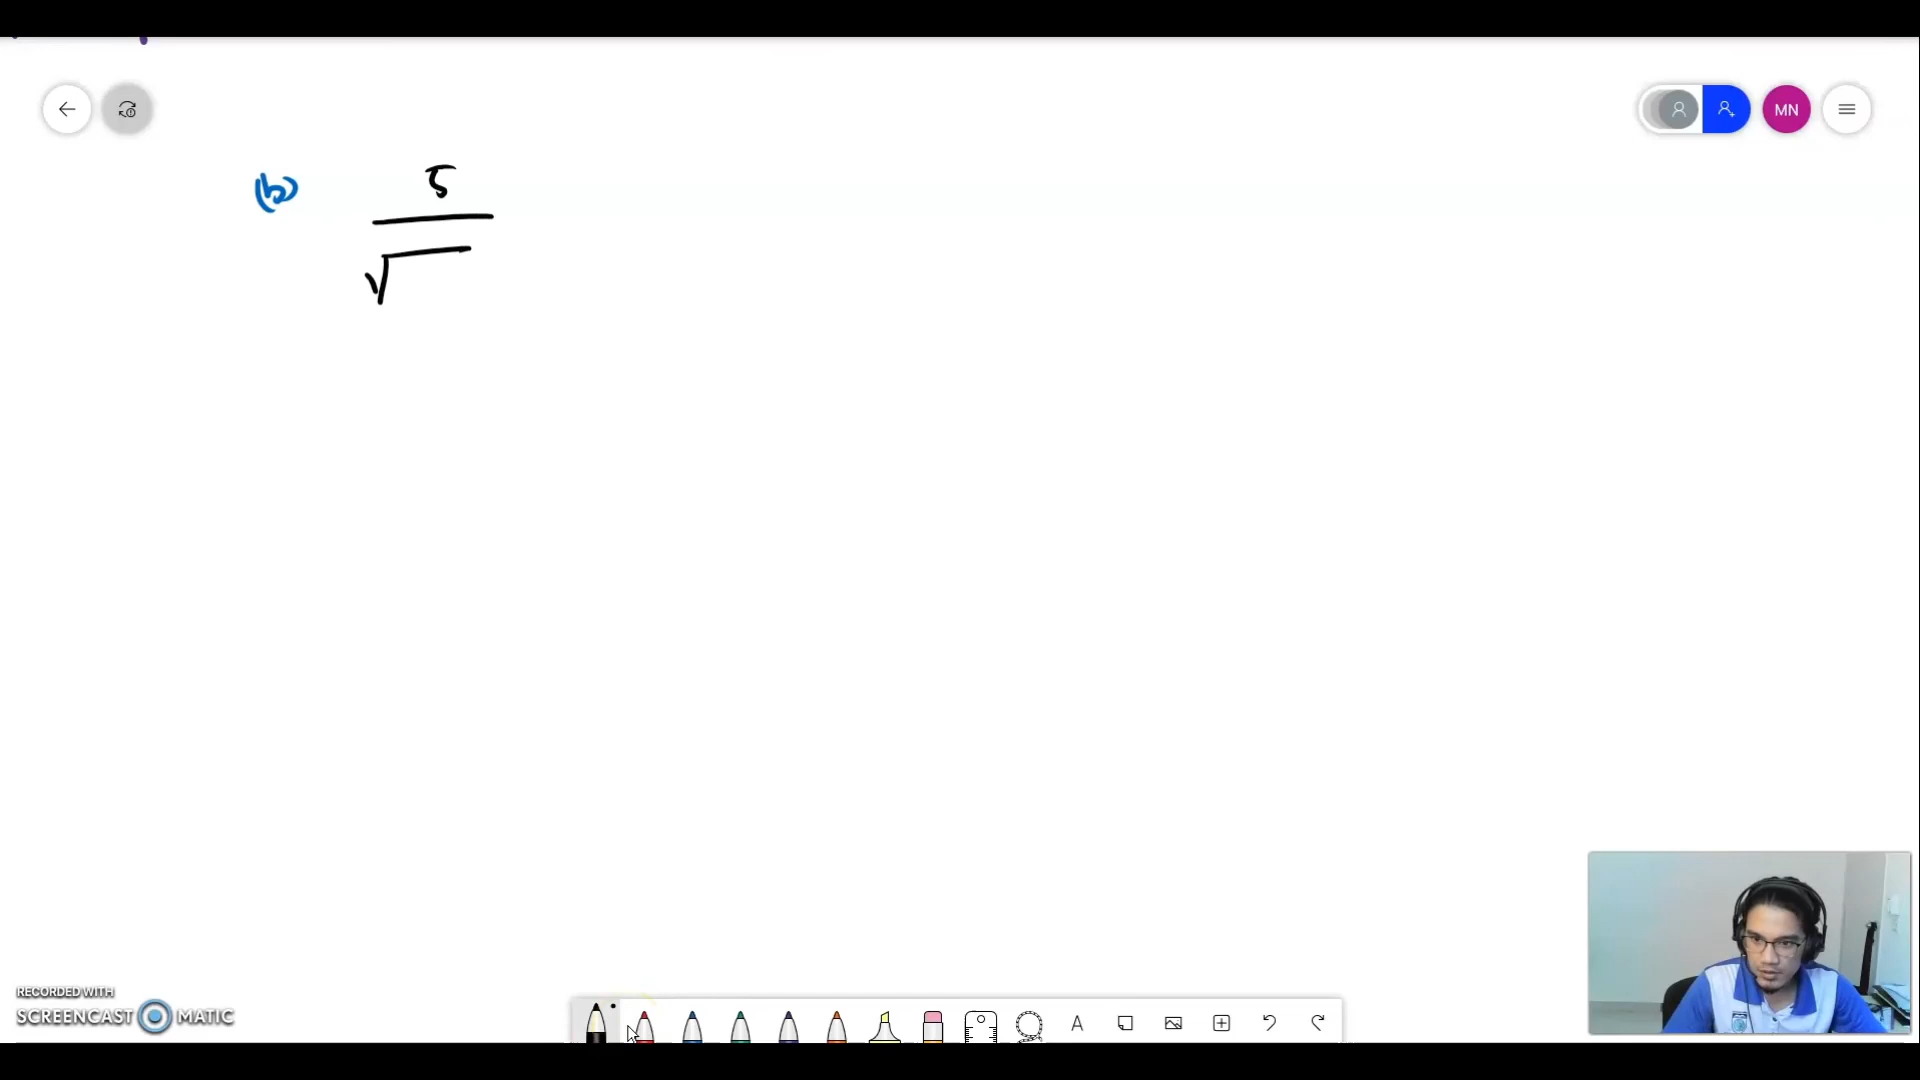 MN
(b) 5
√
A
RECORDED WITH
SCREENCAST MATIC